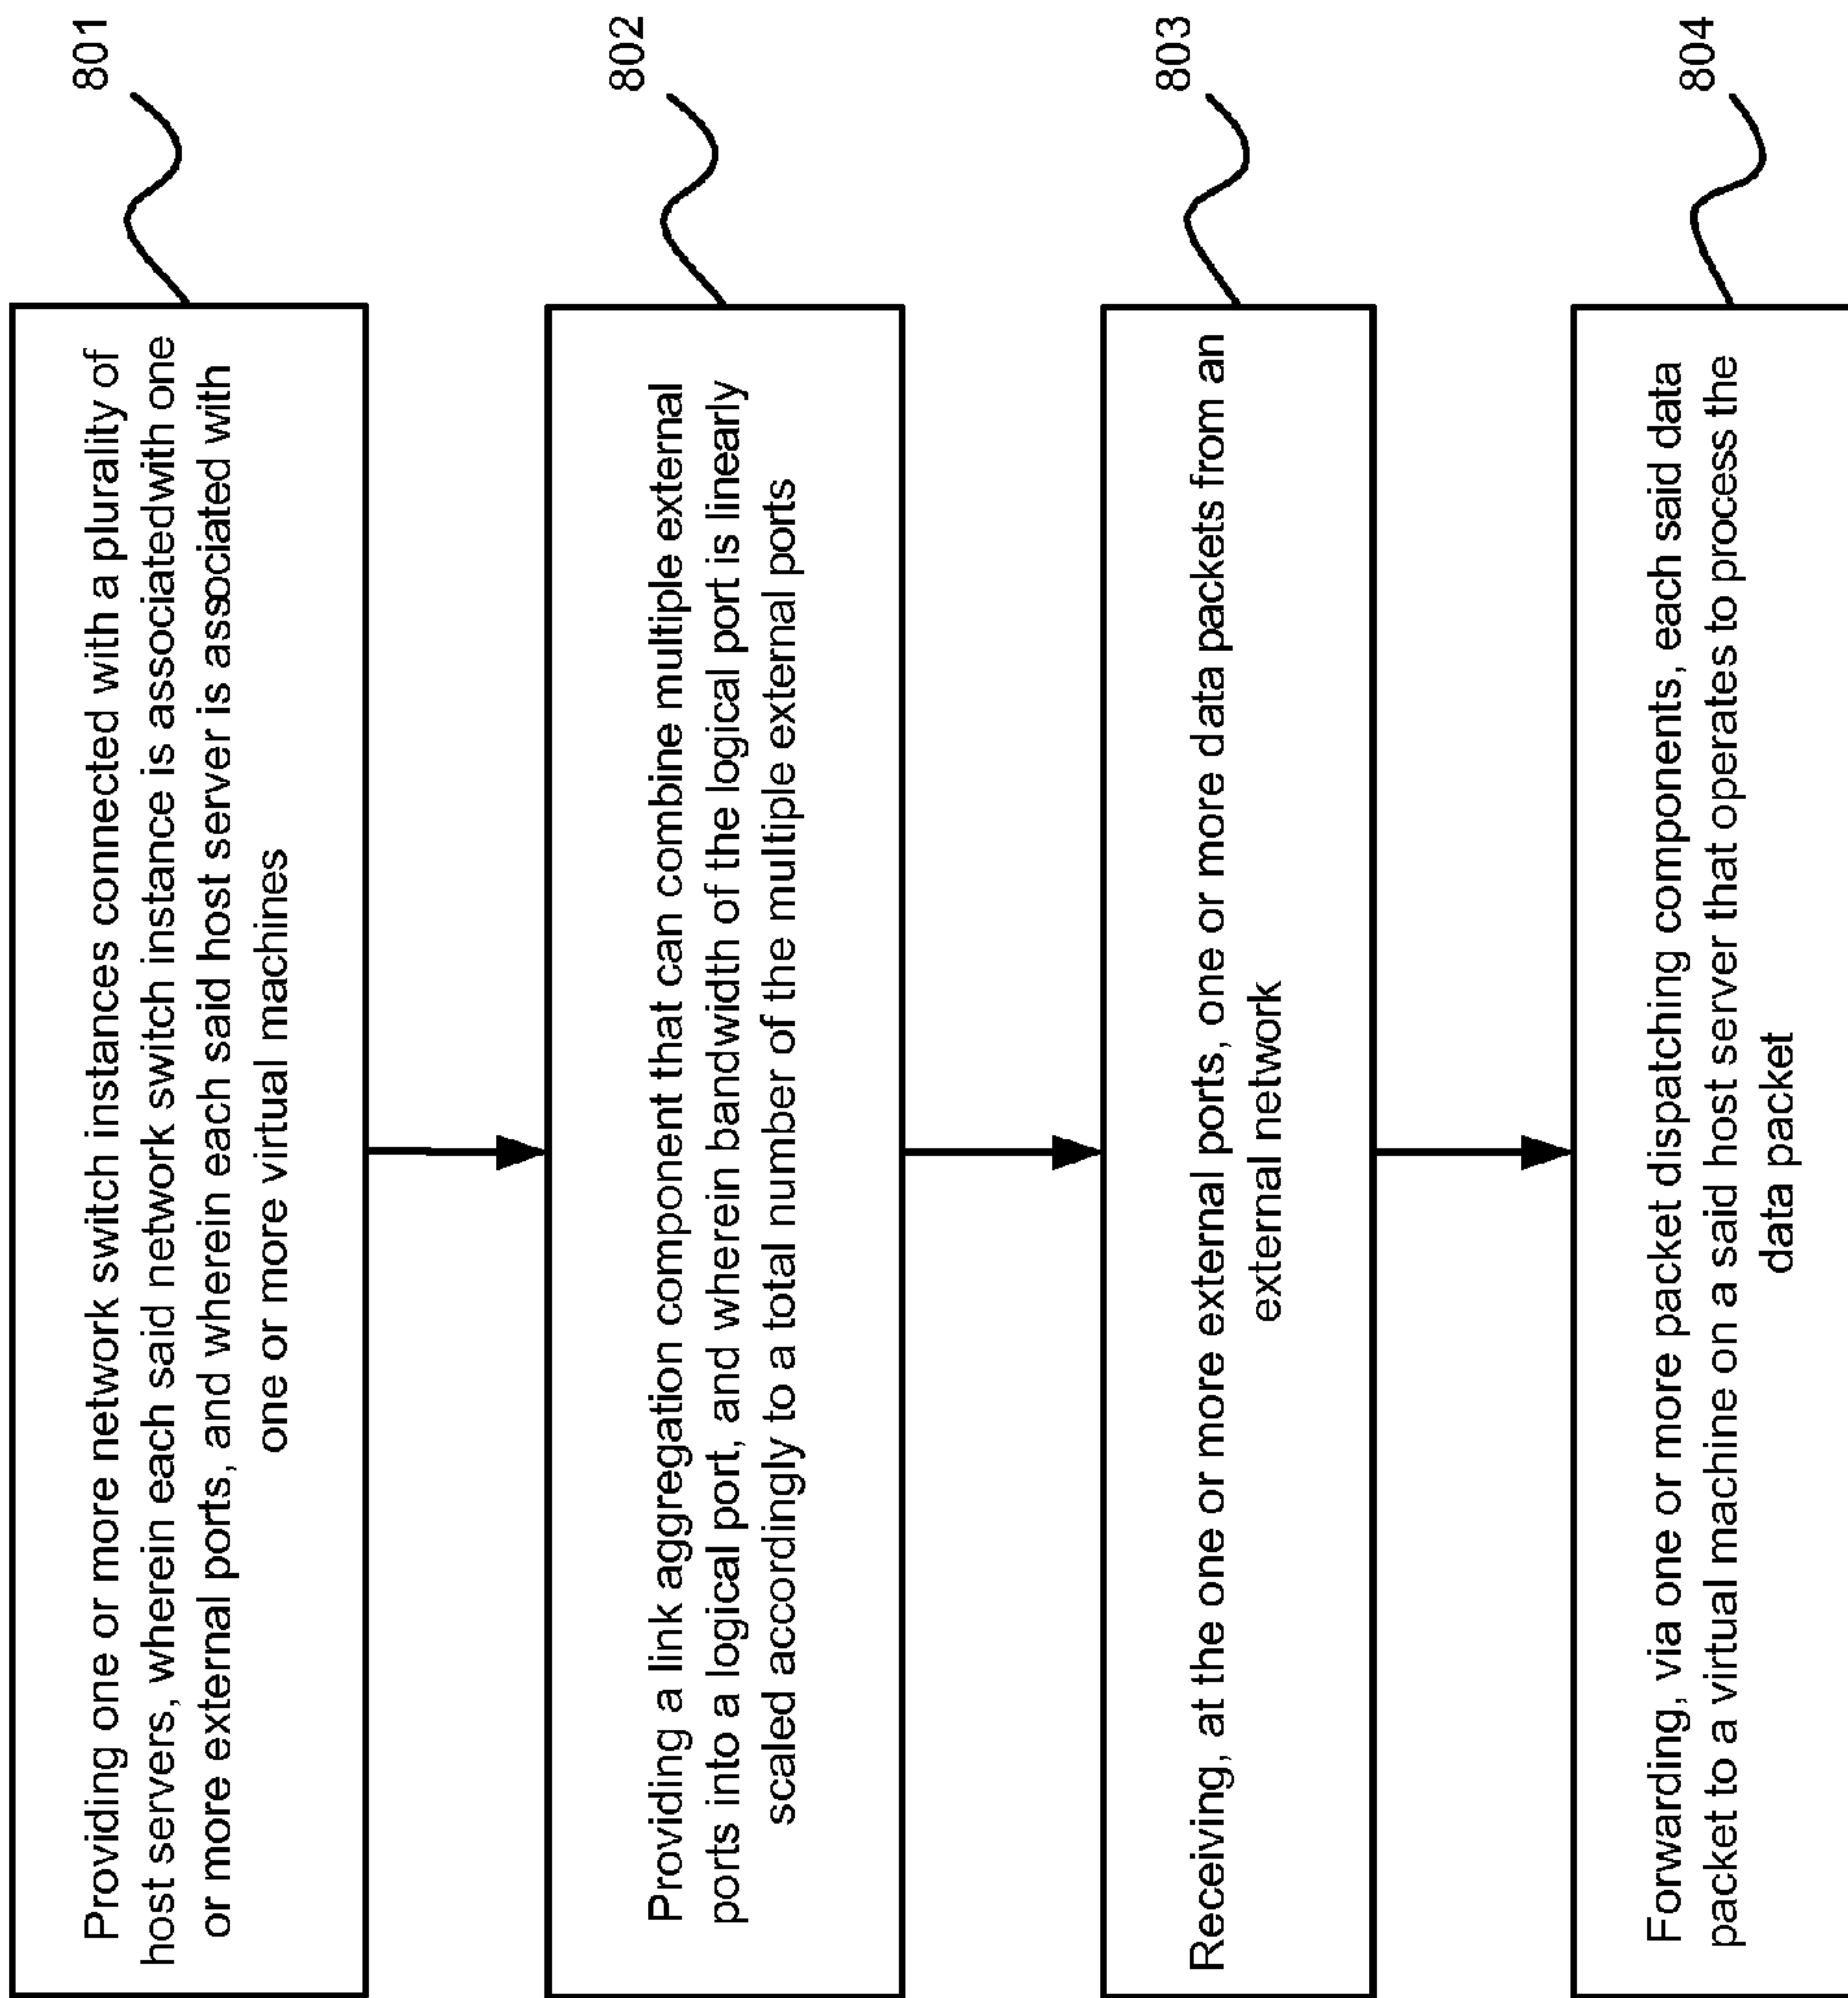 801
Providing one or more network switch instances connected with a plurality of
host servers, wherein each said network switch instance is associated with one
or more external ports, and wherein each said host server is associated with
one or more virtual machines
802
Providing a link aggregation component that can combine multiple external
ports into a logical port, and wherein bandwidth of the logical port is linearly
scaled accordingly to a total number of the multiple external ports
803
Receiving, at the one or more external ports, one or more data packets from an
external network
804
Forwarding, via one or more packet dispatching components, each said data
packet to a virtual machine on a said host server that operates to process the
data packet